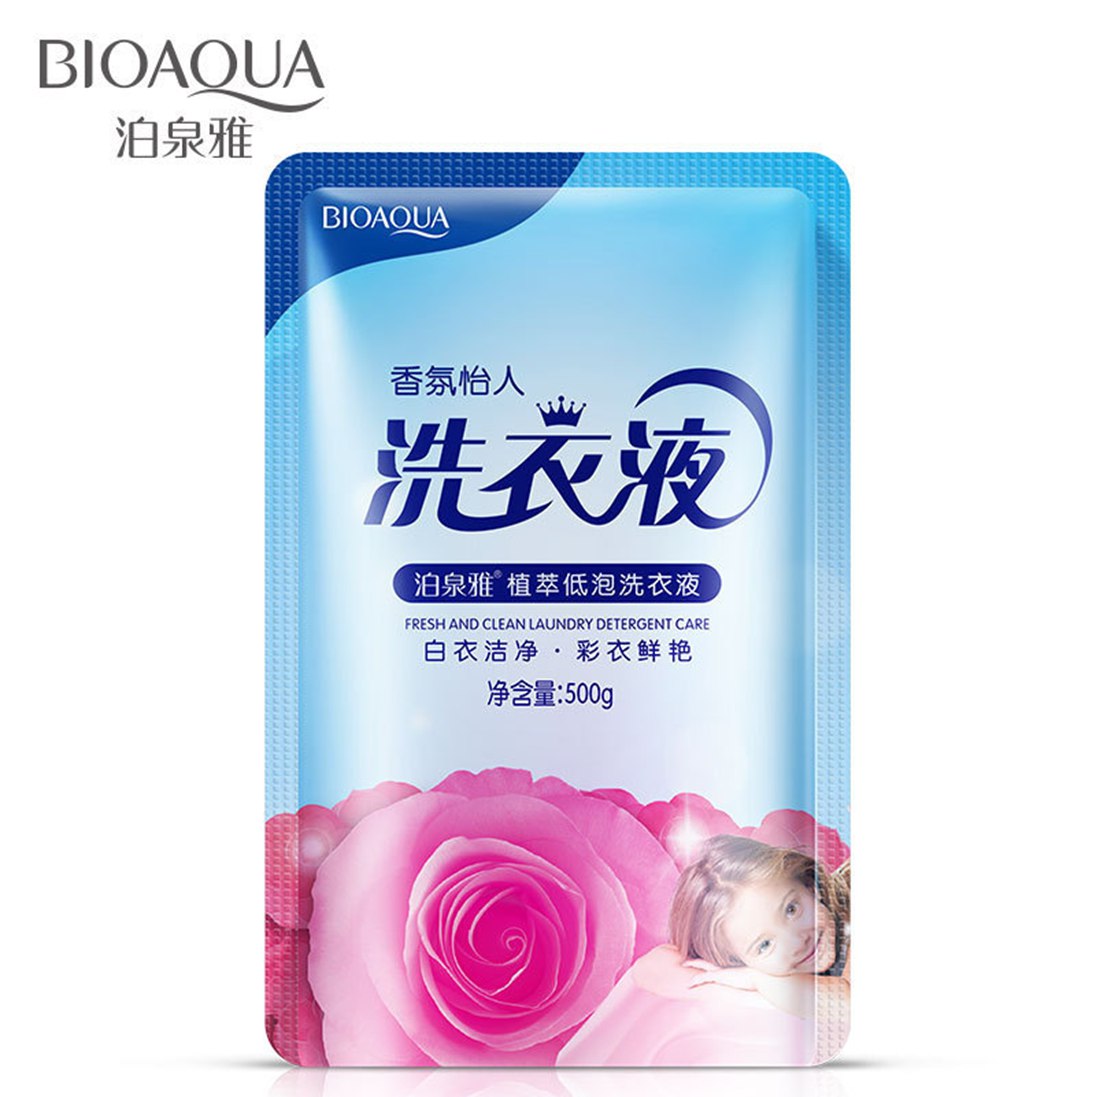 BIOAQUA
泊泉雅
BIOAQUA
香氛怡人
洗衣液
泊泉雅® 植萃低泡洗衣液
FRESH AND CLEAN LAUNDRY DETERGENT CARE
白衣洁净·彩衣鲜艳
净含量:500g